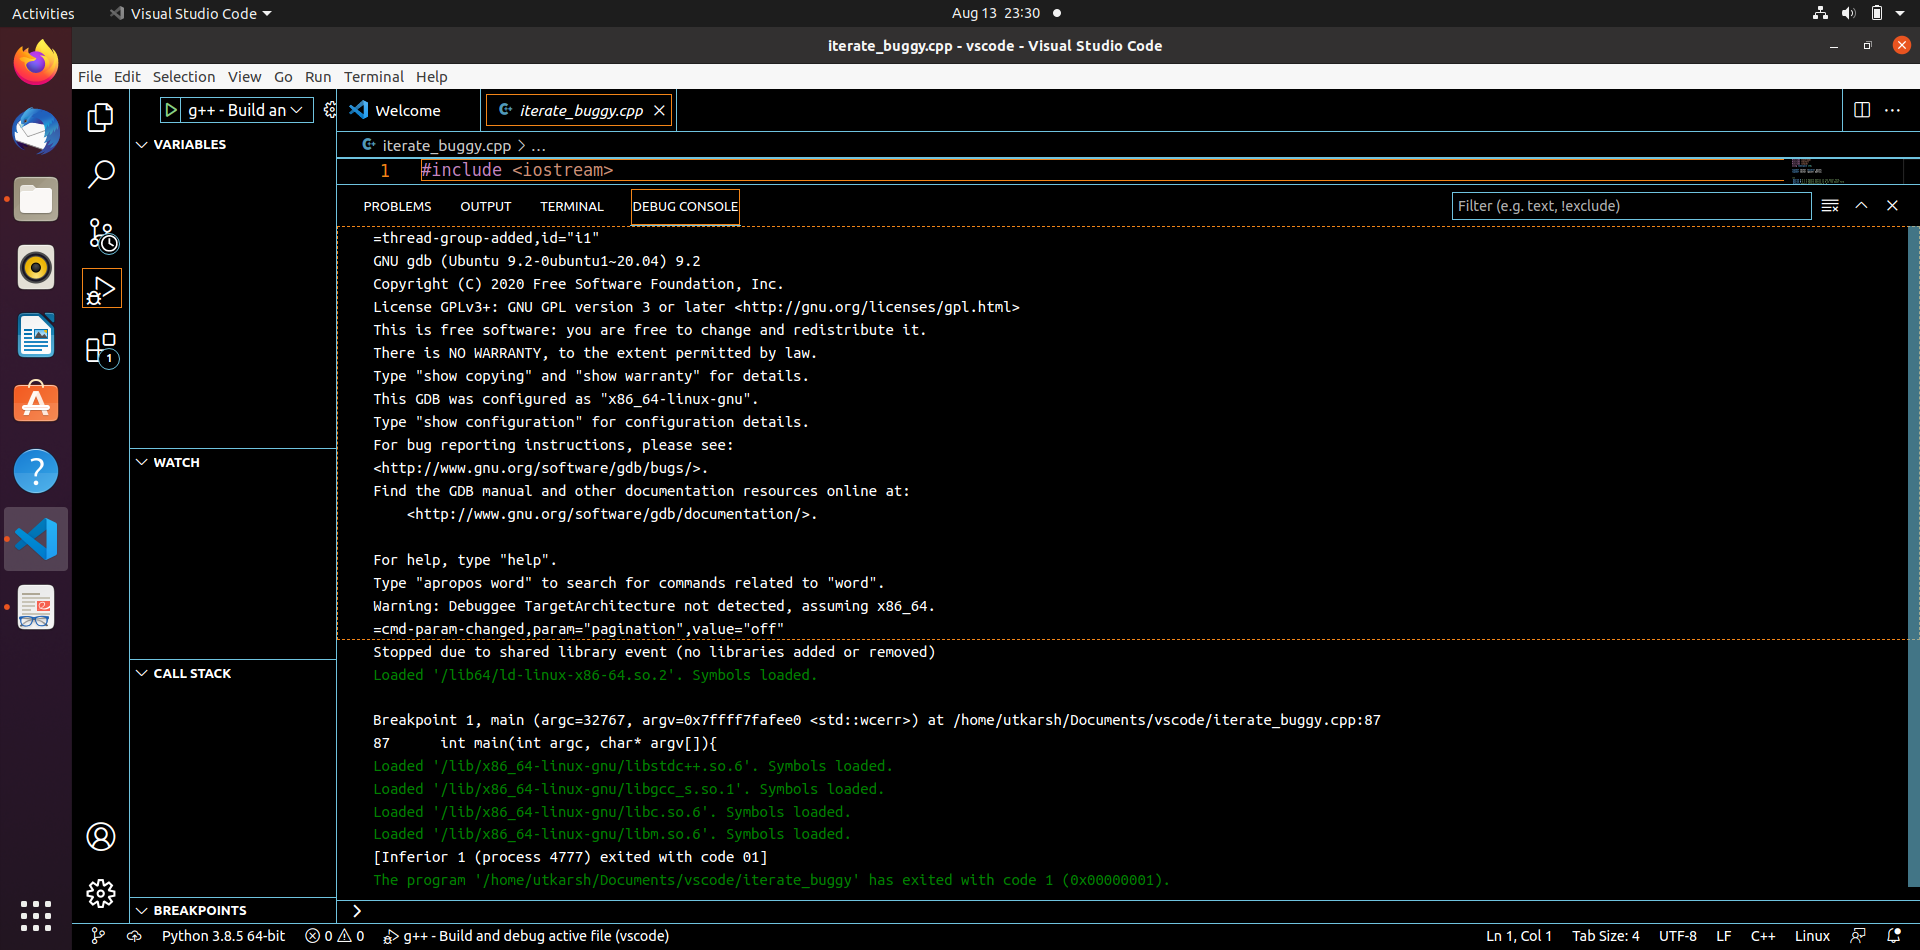 Activities
Visual Studio Code
Aug 13 23:30
iterate_buggy.cpp - vscode - Visual Studio Code
File Edit Selection View Go Run Terminal Help
g++ - Build an
Welcome
iterate_buggy.cpp
VARIABLES
iterate_buggy.cpp > ...
1 #include <iostream>
PROBLEMS OUTPUT TERMINAL DEBUG CONSOLE
Filter (e.g. text, !exclude)
=thread-group-added,id="i1"
GNU gdb (Ubuntu 9.2-0ubuntu1~20.04) 9.2
Copyright (C) 2020 Free Software Foundation, Inc.
License GPLv3+: GNU GPL version 3 or later <http://gnu.org/licenses/gpl.html>
This is free software: you are free to change and redistribute it.
There is NO WARRANTY, to the extent permitted by law.
Type "show copying" and "show warranty" for details.
This GDB was configured as "x86_64-linux-gnu".
Type "show configuration" for configuration details.
For bug reporting instructions, please see:
<http://www.gnu.org/software/gdb/bugs/>.
Find the GDB manual and other documentation resources online at:
<http://www.gnu.org/software/gdb/documentation/>.
For help, type "help".
Type "apropos word" to search for commands related to "word".
Warning: Debuggee TargetArchitecture not detected, assuming x86_64.
=cmd-param-changed,param="pagination",value="off"
Stopped due to shared library event (no libraries added or removed)
Loaded '/lib64/ld-linux-x86-64.so.2'. Symbols loaded.
Breakpoint 1, main (argc=32767, argv=0x7ffff7fafee0 <std::wcerr>) at /home/utkarsh/Documents/vscode/iterate_buggy.cpp:87
87 int main(int argc, char* argv[]){
Loaded '/lib/x86_64-linux-gnu/libstdc++.so.6'. Symbols loaded.
Loaded '/lib/x86_64-linux-gnu/libgcc_s.so.1'. Symbols loaded.
Loaded '/lib/x86_64-linux-gnu/libc.so.6'. Symbols loaded.
Loaded '/lib/x86_64-linux-gnu/libm.so.6'. Symbols loaded.
[Inferior 1 (process 4777) exited with code 01]
The program '/home/utkarsh/Documents/vscode/iterate_buggy' has exited with code 1 (0x00000001).
>
WATCH
CALL STACK
BREAKPOINTS
1
Python 3.8.5 64-bit
0 0
g++ - Build and debug active file (vscode)
Ln 1, Col 1
Tab Size: 4
UTF-8
LF
C++
Linux